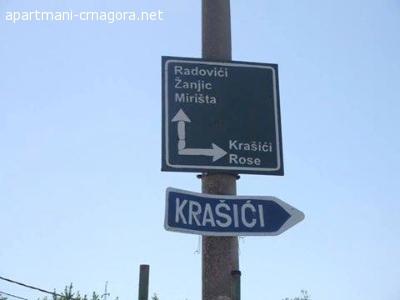 apartmani-crnagora.net
Radovići
Žanjic
Mirišta
Krašići
Rose
KRAŠIĆI